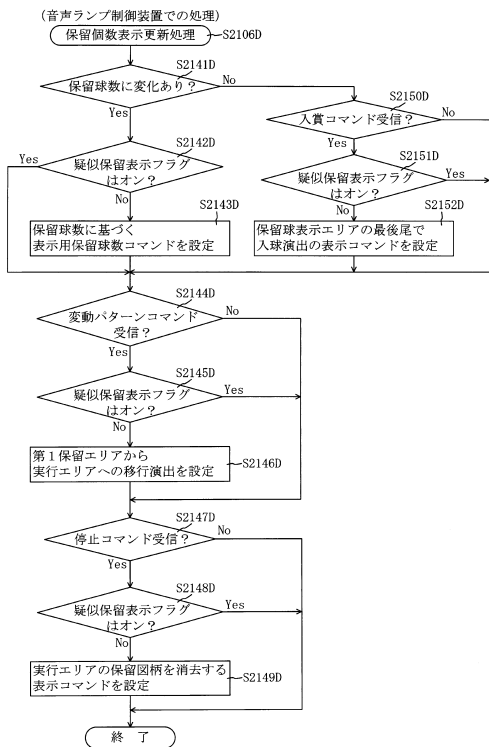 (音声ランプ制御装置での処理)
保留個数表示更新処理
S2106D
保留球数に変化あり?
S2141D
No
Yes
入賞コマンド受信?
S2150D
No
Yes
疑似保留表示フラグ
はオン?
S2142D
Yes
No
疑似保留表示フラグ
はオン?
S2151D
Yes
No
保留球数に基づく
表示用保留球数コマンドを設定
S2143D
保留球表示エリアの最後尾で
入球演出の表示コマンドを設定
S2152D
変動パターンコマンド
受信?
S2144D
No
Yes
疑似保留表示フラグ
はオン?
S2145D
Yes
No
第1保留エリアから
実行エリアへの移行演出を設定
S2146D
停止コマンド受信?
S2147D
No
Yes
疑似保留表示フラグ
はオン?
S2148D
Yes
No
実行エリアの保留図柄を消去する
表示コマンドを設定
S2149D
終 了